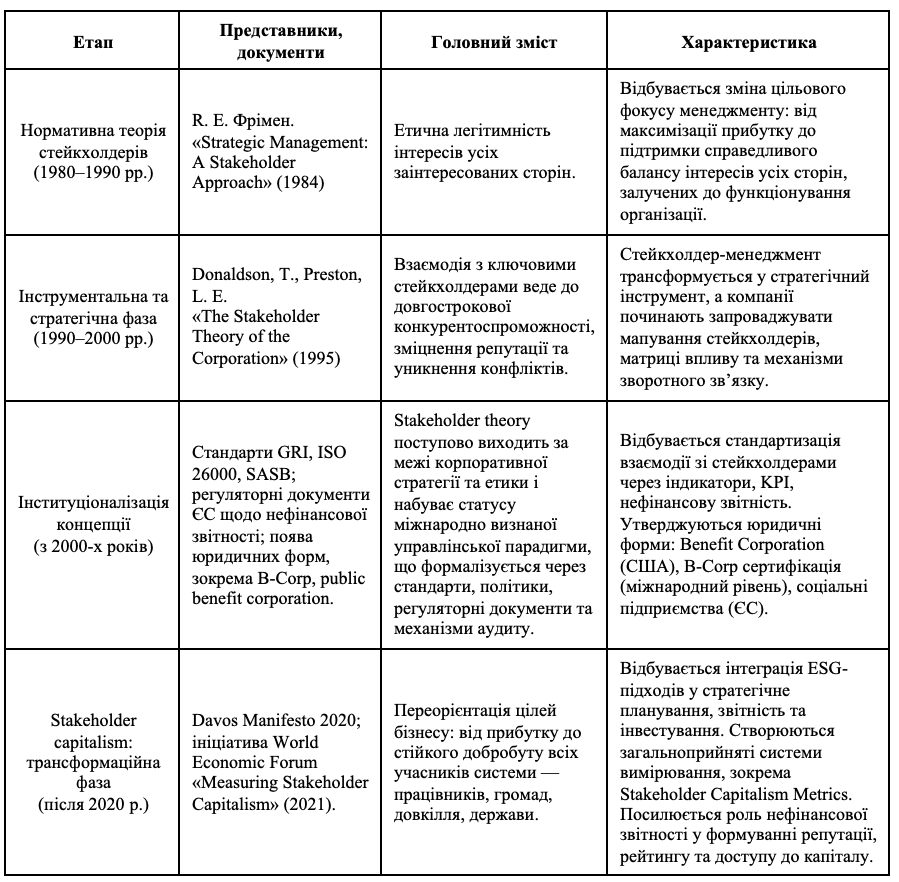 Етап
Представники,
документи
Головний зміст
Характеристика
Нормативна теорія
стейкхолдерів
(1980–1990 рр.)
R. E. Фрімен.
«Strategic Management:
A Stakeholder
Approach» (1984)
Етична легітимність
інтересів усіх
заінтересованих сторін.
Відбувається зміна цільового
фокусу менеджменту: від
максимізації прибутку до
підтримки справедливого
балансу інтересів усіх сторін,
залучених до функціонування
організації.
Інструментальна та
стратегічна фаза
(1990–2000 рр.)
Donaldson, T., Preston,
L. E.
«The Stakeholder
Theory of the
Corporation» (1995)
Взаємодія з ключовими
стейкхолдерами веде до
довгострокової
конкурентоспроможності,
зміцнення репутації та
уникнення конфліктів.
Стейкхолдер-менеджмент
трансформується у стратегічний
інструмент, а компанії
починають запроваджувати
мапування стейкхолдерів,
матриці впливу та механізми
зворотного зв’язку.
Інституціоналізація
концепції
(з 2000-х років)
Стандарти GRI, ISO
26000, SASB;
регуляторні документи
ЄС щодо нефінансової
звітності; поява
юридичних форм,
зокрема B-Corp, public
benefit corporation.
Stakeholder theory
поступово виходить за
межі корпоративної
стратегії та етики і
набуває статусу
міжнародно визнаної
управлінської парадигми,
що формалізується через
стандарти, політики,
регуляторні документи та
механізми аудиту.
Відбувається стандартизація
взаємодії зі стейкхолдерами
через індикатори, KPI,
нефінансову звітність.
Утверджуються юридичні
форми: Benefit Corporation
(США), B-Corp сертифікація
(міжнародний рівень), соціальні
підприємства (ЄС).
Stakeholder
capitalism:
трансформаційна
фаза
(після 2020 р.)
Davos Manifesto 2020;
ініціатива World
Economic Forum
«Measuring Stakeholder
Capitalism» (2021).
Переорієнтація цілей
бізнесу: від прибутку до
стійкого добробуту всіх
учасників системи —
працівників, громад,
довкілля, держави.
Відбувається інтеграція ESG-
підходів у стратегічне
планування, звітність та
інвестування. Створюються
загальноприйняті системи
вимірювання, зокрема
Stakeholder Capitalism Metrics.
Посилюється роль нефінансової
звітності у формуванні репутації,
рейтингу та доступу до капіталу.